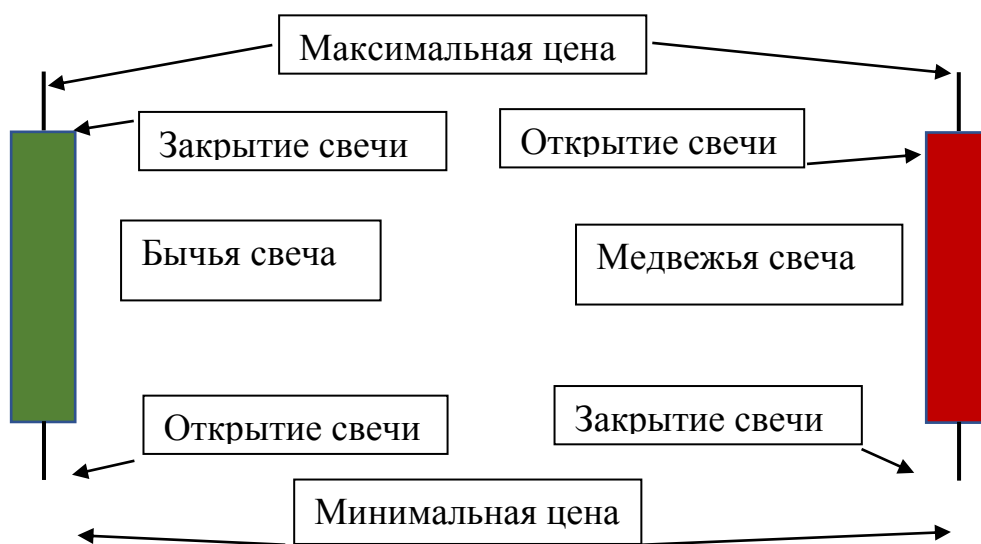 Максимальная цена
Закрытие свечи
Открытие свечи
Бычья свеча
Медвежья свеча
Открытие свечи
Закрытие свечи
Минимальная цена